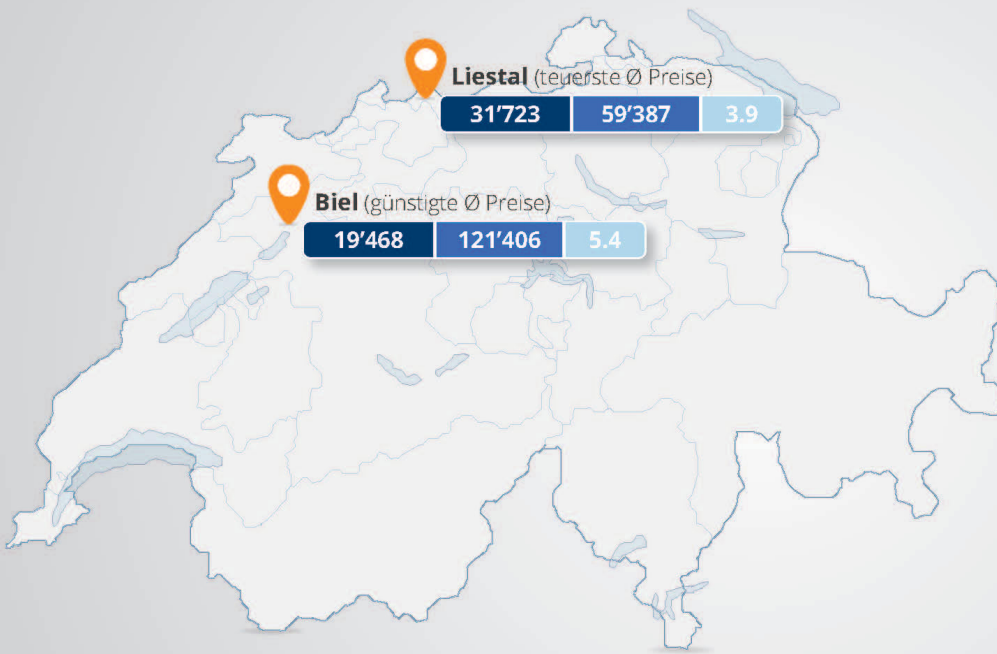 Liestal (teuerste Ø Preise)
31’723 59’387 3.9
Biel (günstigte Ø Preise)
19’468 121’406 5.4